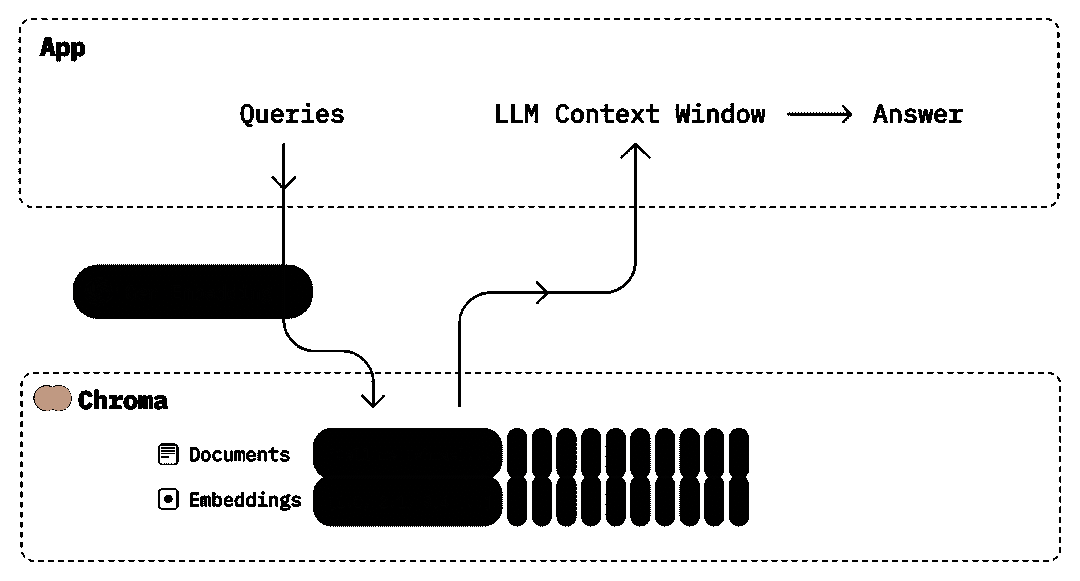 App
Queries
LLM Context Window
Answer
Chroma
Documents
Embeddings